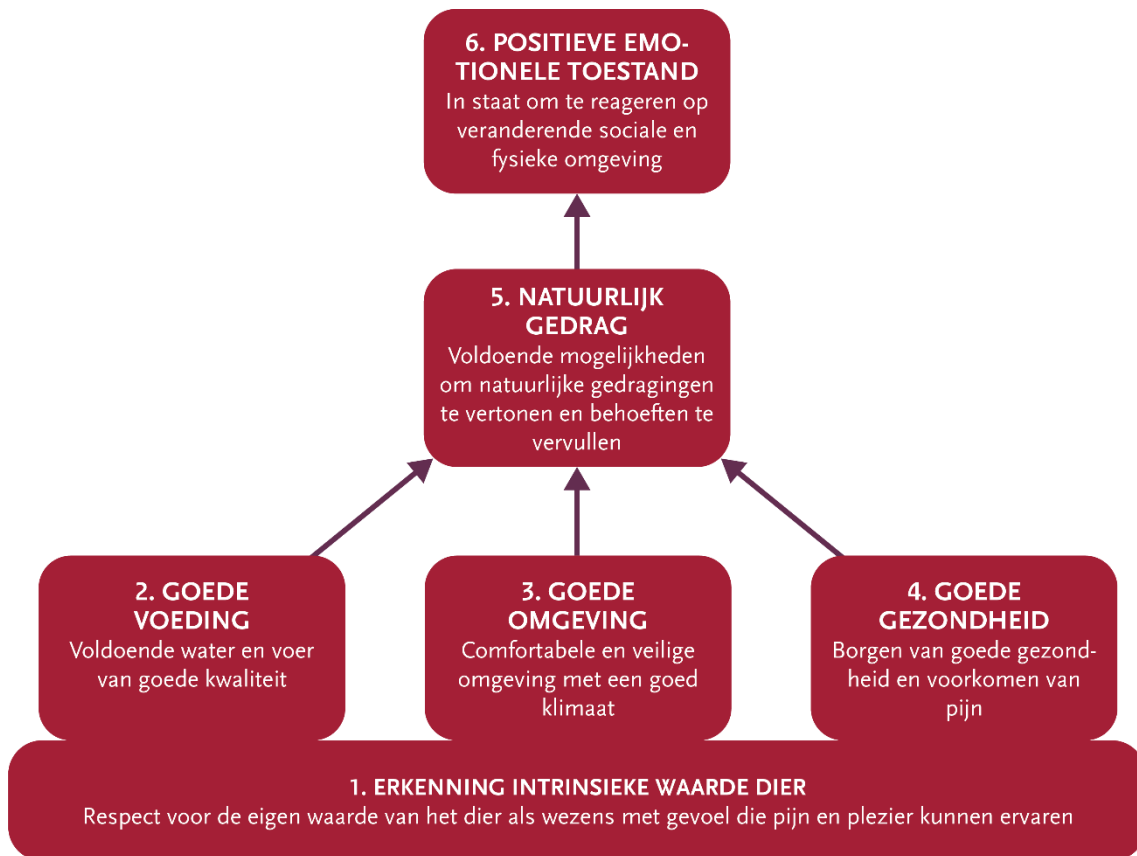 6. POSITIEVE EMO-
TIONELE TOESTAND
In staat om te reageren op
veranderende sociale en
fysieke omgeving
5. NATUURLIJK
GEDRAG
Voldoende mogelijkheden
om natuurlijke gedragingen
te vertonen en behoeften te
vervullen
2. GOEDE
VOEDING
Voldoende water en voer
van goede kwaliteit
3. GOEDE
OMGEVING
Comfortabele en veilige
omgeving met een goed
klimaat
4. GOEDE
GEZONDHEID
Borgen van goede gezond-
heid en voorkomen van
pijn
1. ERKENNING INTRINSIEKE WAARDE DIER
Respect voor de eigen waarde van het dier als wezens met gevoel die pijn en plezier kunnen ervaren